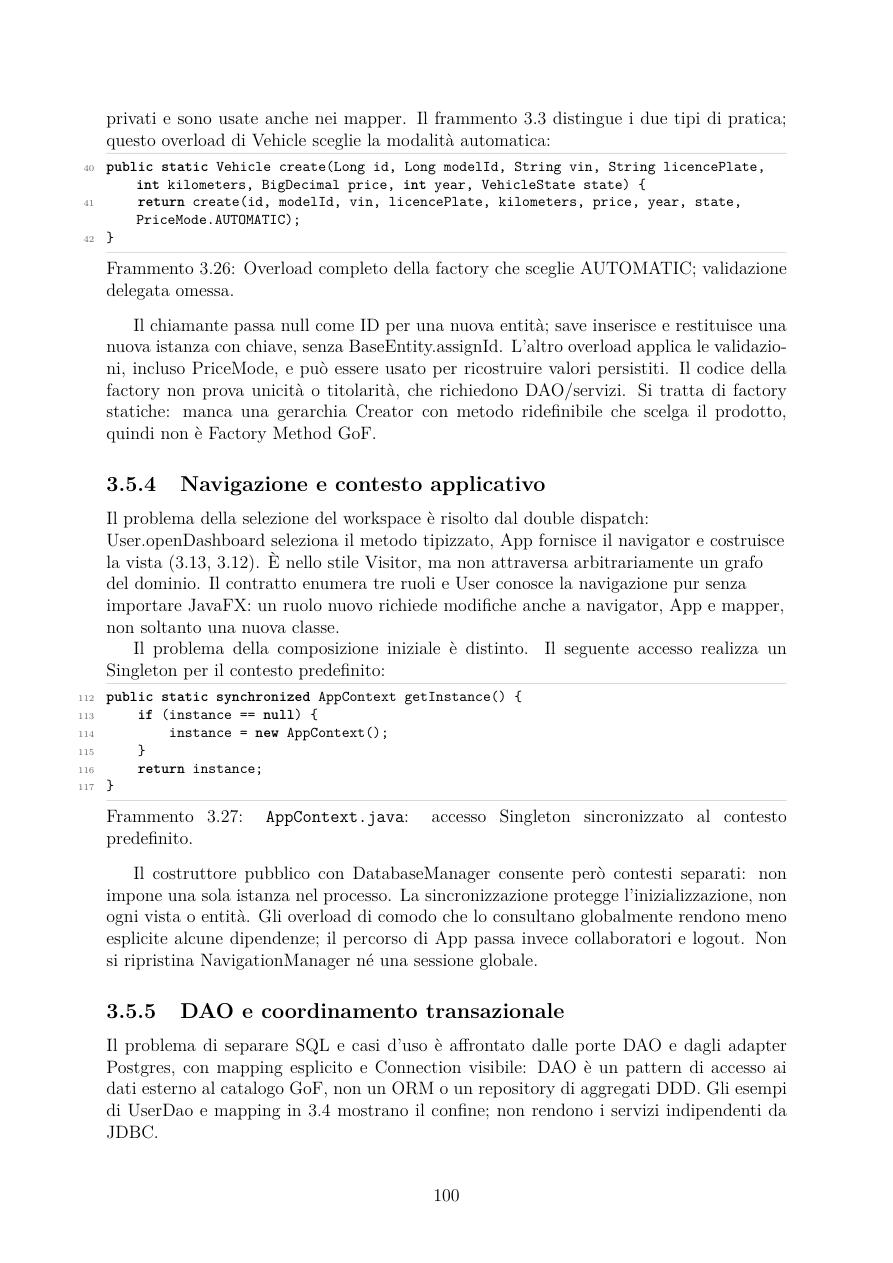 privati e sono usate anche nei mapper. Il frammento 3.3 distingue i due tipi di pratica;
questo overload di Vehicle sceglie la modalità automatica:
40 public static Vehicle create(Long id, Long modelId, String vin, String licencePlate,
int kilometers, BigDecimal price, int year, VehicleState state) {
41 return create(id, modelId, vin, licencePlate, kilometers, price, year, state,
PriceMode.AUTOMATIC);
42 }
Frammento 3.26: Overload completo della factory che sceglie AUTOMATIC; validazione
delegata omessa.
Il chiamante passa null come ID per una nuova entità; save inserisce e restituisce una
nuova istanza con chiave, senza BaseEntity.assignId. L'altro overload applica le validazio-
ni, incluso PriceMode, e può essere usato per ricostruire valori persistiti. Il codice della
factory non prova unicità o titolarità, che richiedono DAO/servizi. Si tratta di factory
statiche: manca una gerarchia Creator con metodo ridefinibile che scelga il prodotto,
quindi non è Factory Method GoF.
3.5.4 Navigazione e contesto applicativo
Il problema della selezione del workspace è risolto dal double dispatch:
User.openDashboard seleziona il metodo tipizzato, App fornisce il navigator e costruisce
la vista (3.13, 3.12). È nello stile Visitor, ma non attraversa arbitrariamente un grafo
del dominio. Il contratto enumera tre ruoli e User conosce la navigazione pur senza
importare JavaFX: un ruolo nuovo richiede modifiche anche a navigator, App e mapper,
non soltanto una nuova classe.
Il problema della composizione iniziale è distinto. Il seguente accesso realizza un
Singleton per il contesto predefinito:
112 public static synchronized AppContext getInstance() {
113 if (instance == null) {
114 instance = new AppContext();
115 }
116 return instance;
117 }
Frammento 3.27: AppContext.java: accesso Singleton sincronizzato al contesto
predefinito.
Il costruttore pubblico con DatabaseManager consente però contesti separati: non
impone una sola istanza nel processo. La sincronizzazione protegge l'inizializzazione, non
ogni vista o entità. Gli overload di comodo che lo consultano globalmente rendono meno
esplicite alcune dipendenze; il percorso di App passa invece collaboratori e logout. Non
si ripristina NavigationManager né una sessione globale.
3.5.5 DAO e coordinamento transazionale
Il problema di separare SQL e casi d'uso è affrontato dalle porte DAO e dagli adapter
Postgres, con mapping esplicito e Connection visibile: DAO è un pattern di accesso ai
dati esterno al catalogo GoF, non un ORM o un repository di aggregati DDD. Gli esempi
di UserDao e mapping in 3.4 mostrano il confine; non rendono i servizi indipendenti da
JDBC.
100